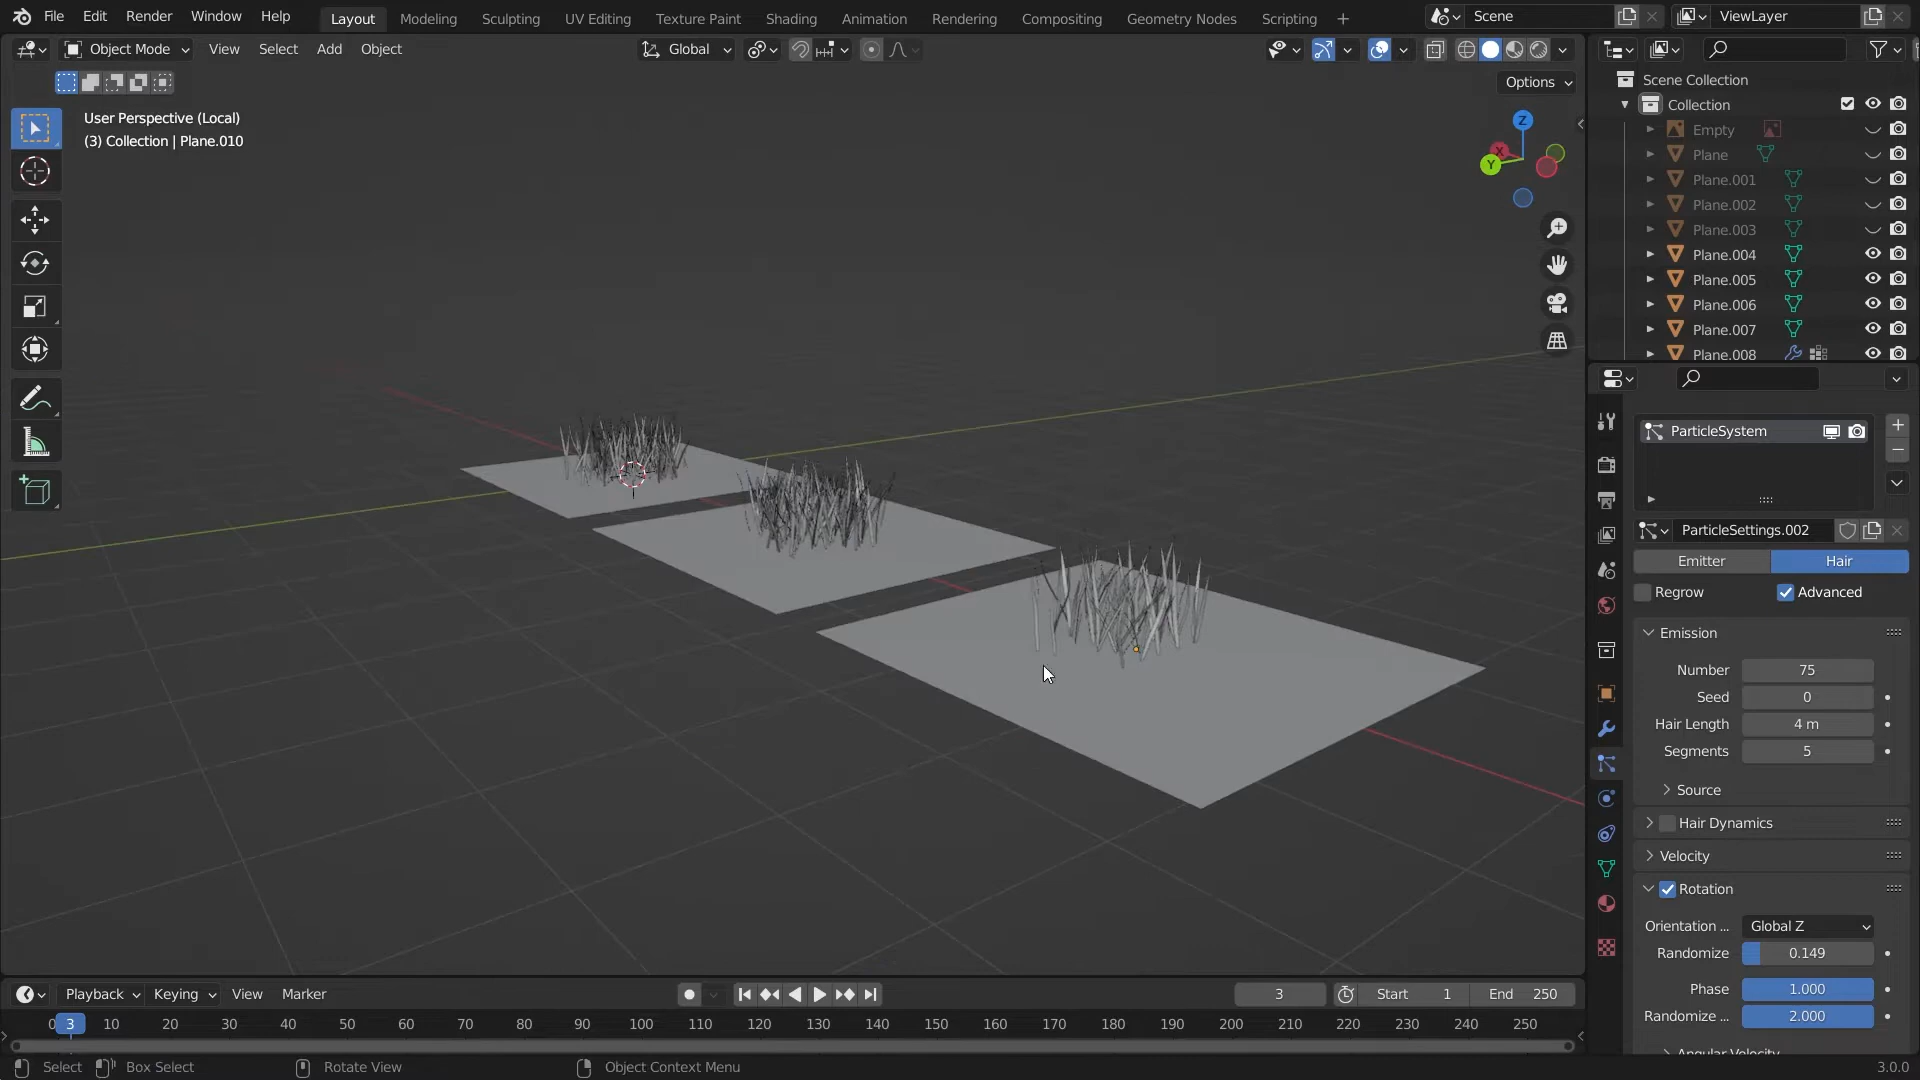 File Edit Render Window Help Layout Modeling Sculpting UV Editing Texture Paint Shading Animation Rendering Compositing Geometry Nodes Scripting + Scene ViewLayer
Object Mode View Select Add Object Global
Options
User Perspective (Local)
(3) Collection | Plane.010
Z
X
Y
Scene Collection
Collection
Empty
Plane
Plane.001
Plane.002
Plane.003
Plane.004
Plane.005
Plane.006
Plane.007
Plane.008
ParticleSystem
ParticleSettings.002
Emitter Hair
Regrow Advanced
Emission
Number 75
Seed 0
Hair Length 4 m
Segments 5
Source
Hair Dynamics
Velocity
Rotation
Orientation ... Global Z
Randomize 0.149
Phase 1.000
Randomize ... 2.000
Angular Velocity
Playback Keying View Marker 3 Start 1 End 250
0 3 10 20 30 40 50 60 70 80 90 100 110 120 130 140 150 160 170 180 190 200 210 220 230 240 250
Select Box Select Rotate View Object Context Menu 3.0.0